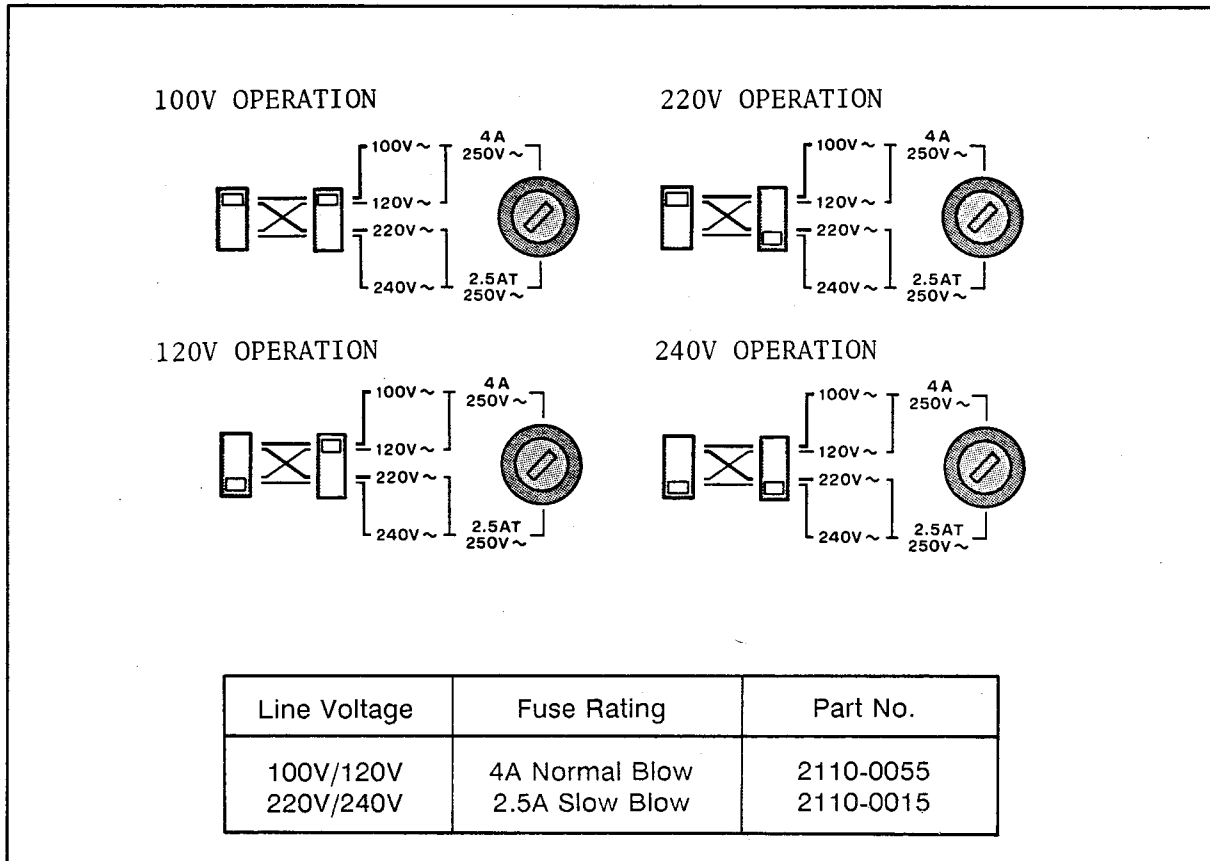 100V OPERATION
100V~
120V~
220V~
240V~
4A
250V~
2.5AT
250V~
220V OPERATION
100V~
120V~
220V~
240V~
4A
250V~
2.5AT
250V~
120V OPERATION
100V~
120V~
220V~
240V~
4A
250V~
2.5AT
250V~
240V OPERATION
100V~
120V~
220V~
240V~
4A
250V~
2.5AT
250V~
Line Voltage Fuse Rating Part No.
100V/120V 4A Normal Blow 2110-0055
220V/240V 2.5A Slow Blow 2110-0015